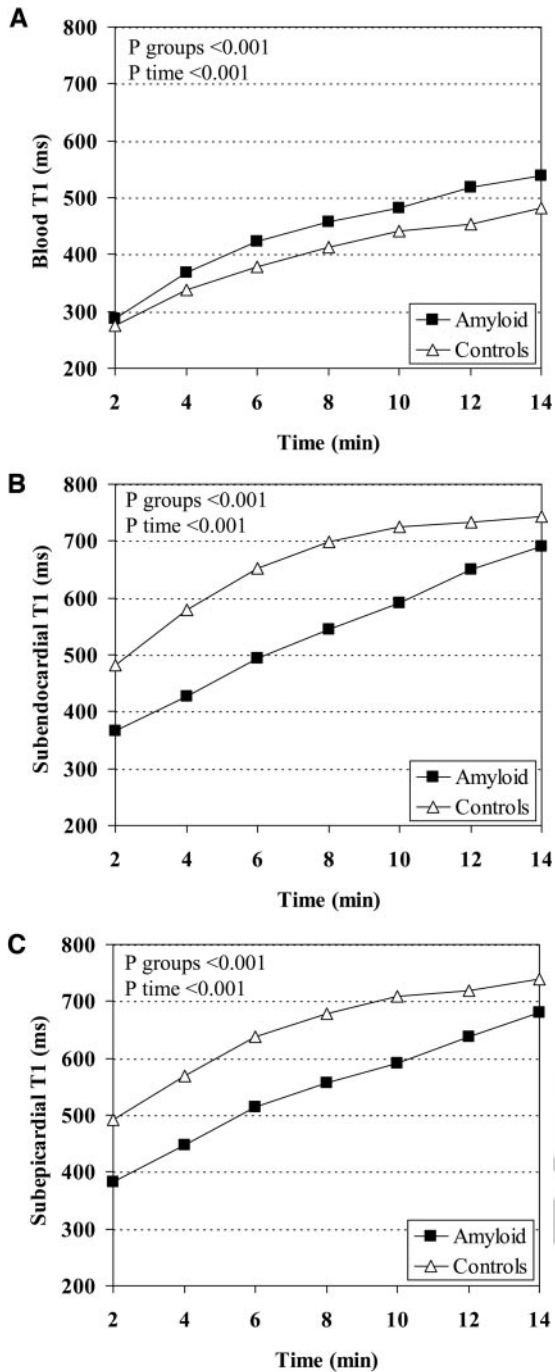 A
P groups <0.001
P time <0.001
Blood T1 (ms)
800
700
600
500
400
300
200
Amyloid
Controls
2 4 6 8 10 12 14
Time (min)
B
P groups <0.001
P time <0.001
Subendocardial T1 (ms)
800
700
600
500
400
300
200
Amyloid
Controls
2 4 6 8 10 12 14
Time (min)
C
P groups <0.001
P time <0.001
Subepicardial T1 (ms)
800
700
600
500
400
300
200
Amyloid
Controls
2 4 6 8 10 12 14
Time (min)